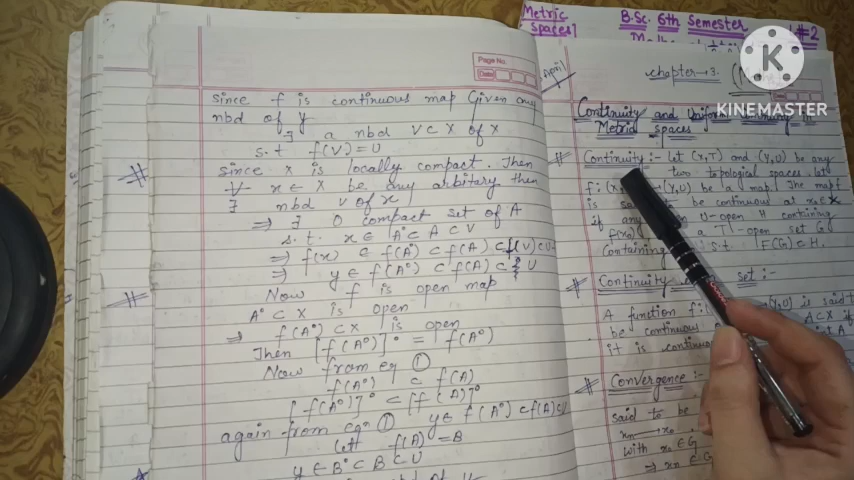 Page No.
Date
since f is continuous map Given any
nbd of y
∃ a nbd V⊂X of X
s.t f(V)=U
since X is locally compact. Then
∀ x∈X be any arbitary then
∃ nbd V of x
⇒ ∃ O compact set of A
s.t. x∈ A°⊂A⊂V
⇒ f(x) ∈ f(A°)⊂f(A)⊂f(V)⊂U
⇒ y∈f(A°)⊂f(A)⊂ U
Now f is open map
A°⊂X is open
⇒ f(A°)⊂X is open
Then [f(A°)]° = f(A°)
Now from eq ①
f(A°) ⊂ f(A)
[f(A°)]°⊂[f(A)]°
again from eqn ① y∈f(A°)⊂f(A)⊂U
Let f(A)=B
y∈B°⊂B⊂U
Metric
Spaces]
B.Sc. 6th Semester
#2
KINEMASTER
April
chapter→3.
Continuity and Uniform
Metric spaces
Continuity:- Let (X,T) and (Y,U) be any
two topological spaces. let
f: (Y,U) be a map. The map f
is be continuous at x₀∈X
if any U-open H containing
f(x₀) a T-open set G
Containing s.t. f(G)⊂H.
Continuity set:-
A function f: (Y,U) is said
be continuous A⊂X if
it is continuous A
Convergence:-
said to be
xₙ→x₀
with x₀∈G
⇒ xₙ∈G